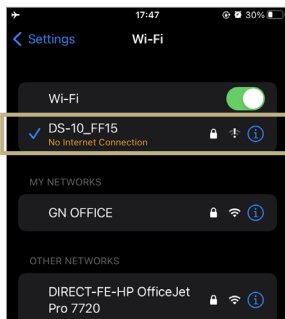 17:47
30%
Settings
Wi-Fi
Wi-Fi
DS-10_FF15
No Internet Connection
MY NETWORKS
GN OFFICE
OTHER NETWORKS
DIRECT-FE-HP OfficeJet
Pro 7720